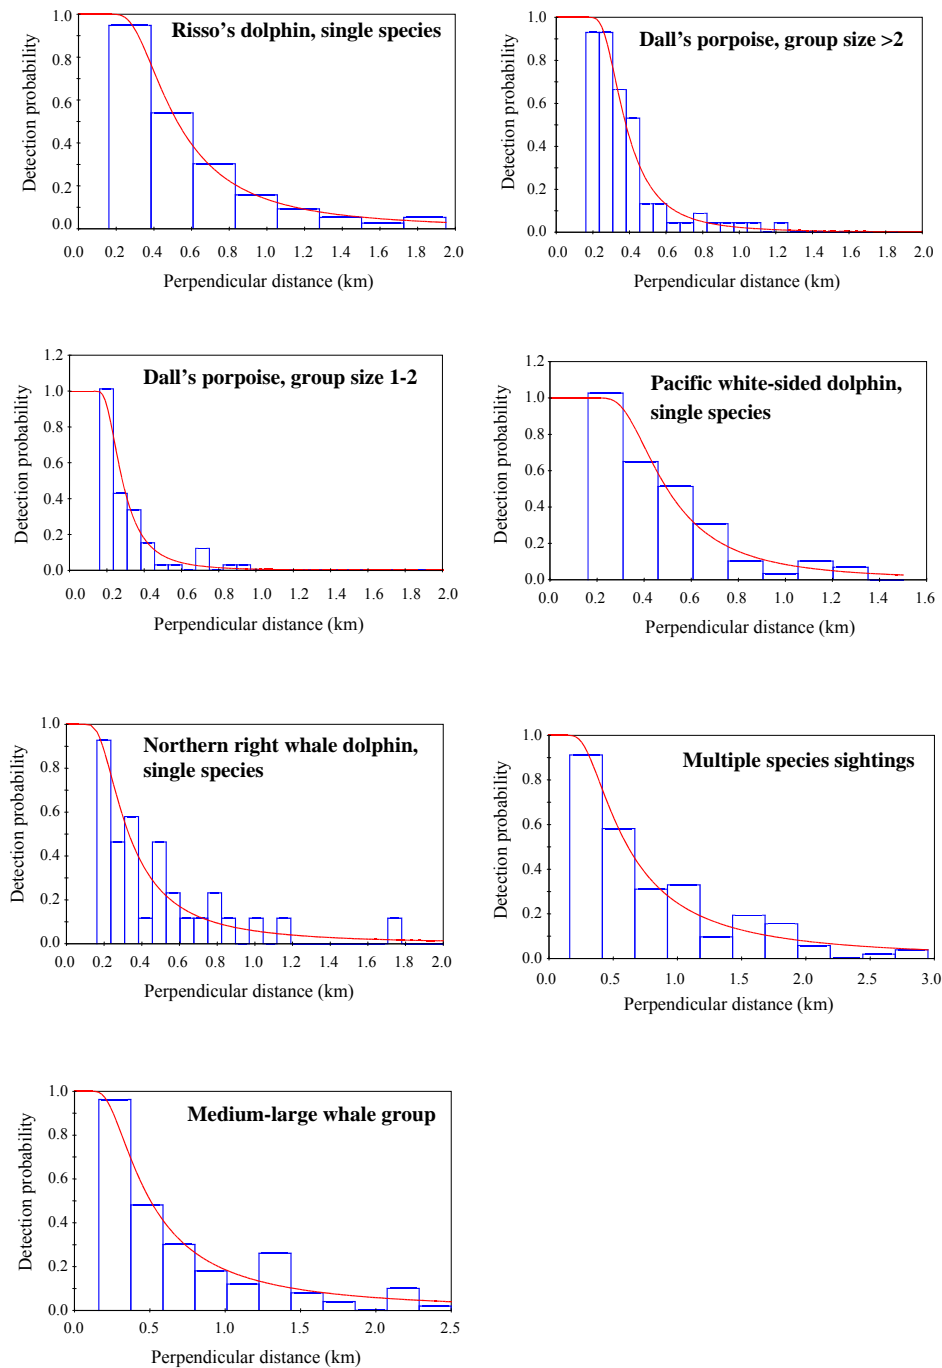 Risso's dolphin, single species
Detection probability
1.0
0.8
0.6
0.4
0.2
0.0
0.0 0.2 0.4 0.6 0.8 1.0 1.2 1.4 1.6 1.8 2.0
Perpendicular distance (km)
Dall's porpoise, group size >2
Detection probability
1.0
0.8
0.6
0.4
0.2
0.0
0.0 0.2 0.4 0.6 0.8 1.0 1.2 1.4 1.6 1.8 2.0
Perpendicular distance (km)
Dall's porpoise, group size 1-2
Detection probability
1.2
1.0
0.8
0.6
0.4
0.2
0.0
0.0 0.2 0.4 0.6 0.8 1.0 1.2 1.4 1.6 1.8 2.0
Perpendicular distance (km)
Pacific white-sided dolphin,
single species
Detection probability
1.2
1.0
0.8
0.6
0.4
0.2
0.0
0.0 0.2 0.4 0.6 0.8 1.0 1.2 1.4 1.6
Perpendicular distance (km)
Northern right whale dolphin,
single species
Detection probability
1.0
0.8
0.6
0.4
0.2
0.0
0.0 0.2 0.4 0.6 0.8 1.0 1.2 1.4 1.6 1.8 2.0
Perpendicular distance (km)
Multiple species sightings
Detection probability
1.0
0.8
0.6
0.4
0.2
0.0
0.0 0.5 1.0 1.5 2.0 2.5 3.0
Perpendicular distance (km)
Medium-large whale group
Detection probability
1.0
0.8
0.6
0.4
0.2
0.0
0.0 0.5 1.0 1.5 2.0 2.5
Perpendicular distance (km)